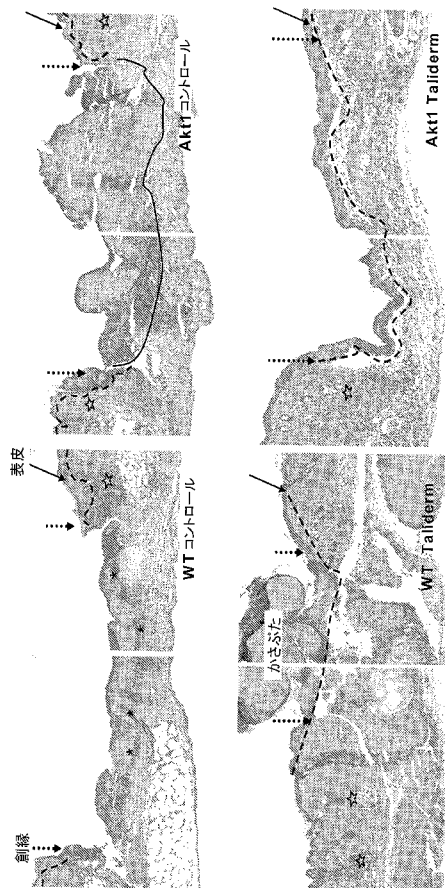 創縁
表皮
WT コントロール
Akt1 コントロール
かさぶた
WT Taliderm
Akt1 Taliderm